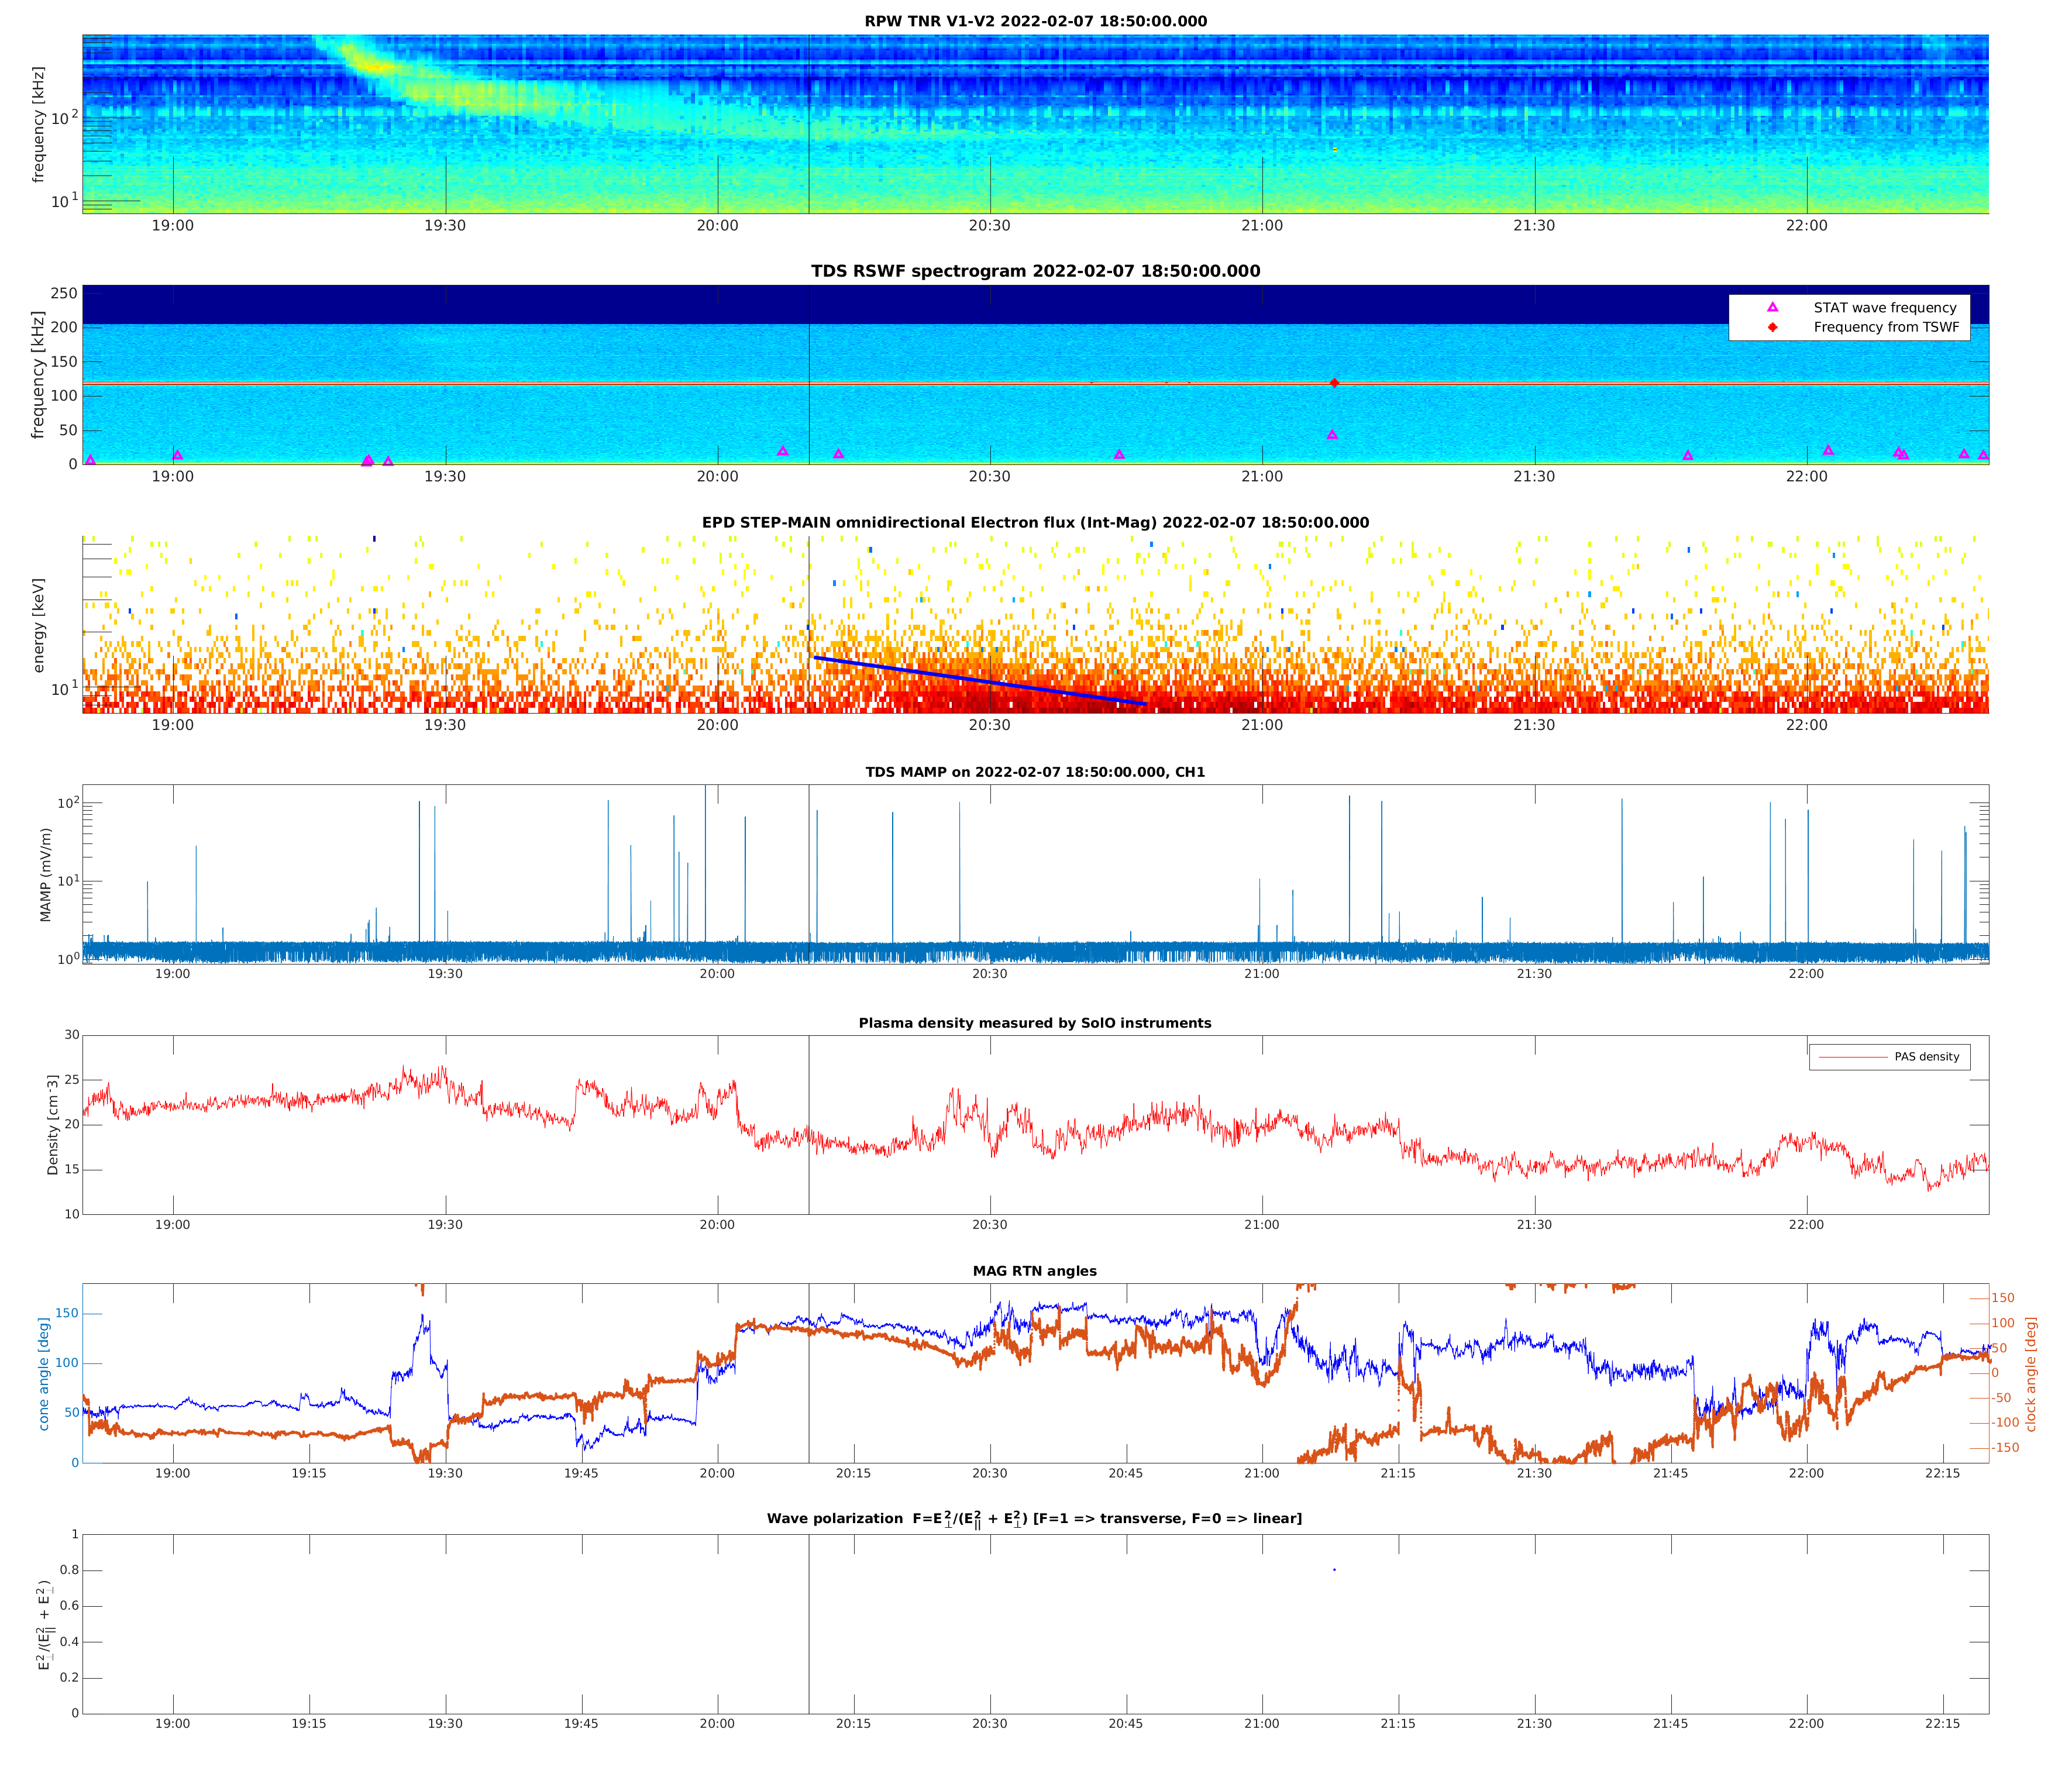 RPW TNR V1-V2 2022-02-07 18:50:00.000
frequency [kHz]
10^2
10^1
19:00 19:30 20:00 20:30 21:00 21:30 22:00
TDS RSWF spectrogram 2022-02-07 18:50:00.000
frequency [kHz]
250
200
150
100
50
0
STAT wave frequency
Frequency from TSWF
19:00 19:30 20:00 20:30 21:00 21:30 22:00
EPD STEP-MAIN omnidirectional Electron flux (Int-Mag) 2022-02-07 18:50:00.000
energy [keV]
10^1
19:00 19:30 20:00 20:30 21:00 21:30 22:00
TDS MAMP on 2022-02-07 18:50:00.000, CH1
MAMP (mV/m)
10^2
10^1
10^0
19:00 19:30 20:00 20:30 21:00 21:30 22:00
Plasma density measured by SolO instruments
Density [cm^-3]
30
25
20
15
10
PAS density
19:00 19:30 20:00 20:30 21:00 21:30 22:00
MAG RTN angles
cone angle [deg]
150
100
50
0
150
100
50
0
-50
-100
-150
clock angle [deg]
19:00 19:15 19:30 19:45 20:00 20:15 20:30 20:45 21:00 21:15 21:30 21:45 22:00 22:15
Wave polarization F=E⊥^2/(E||^2 + E⊥^2) [F=1 => transverse, F=0 => linear]
E⊥^2/(E||^2 + E⊥^2)
1
0.8
0.6
0.4
0.2
0
19:00 19:15 19:30 19:45 20:00 20:15 20:30 20:45 21:00 21:15 21:30 21:45 22:00 22:15